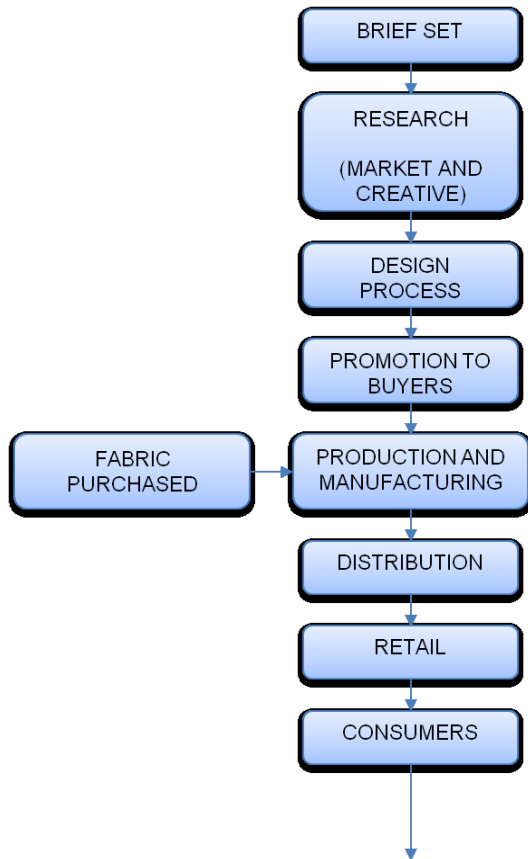 BRIEF SET
RESEARCH
(MARKET AND
CREATIVE)
DESIGN
PROCESS
PROMOTION TO
BUYERS
FABRIC
PURCHASED
PRODUCTION AND
MANUFACTURING
DISTRIBUTION
RETAIL
CONSUMERS